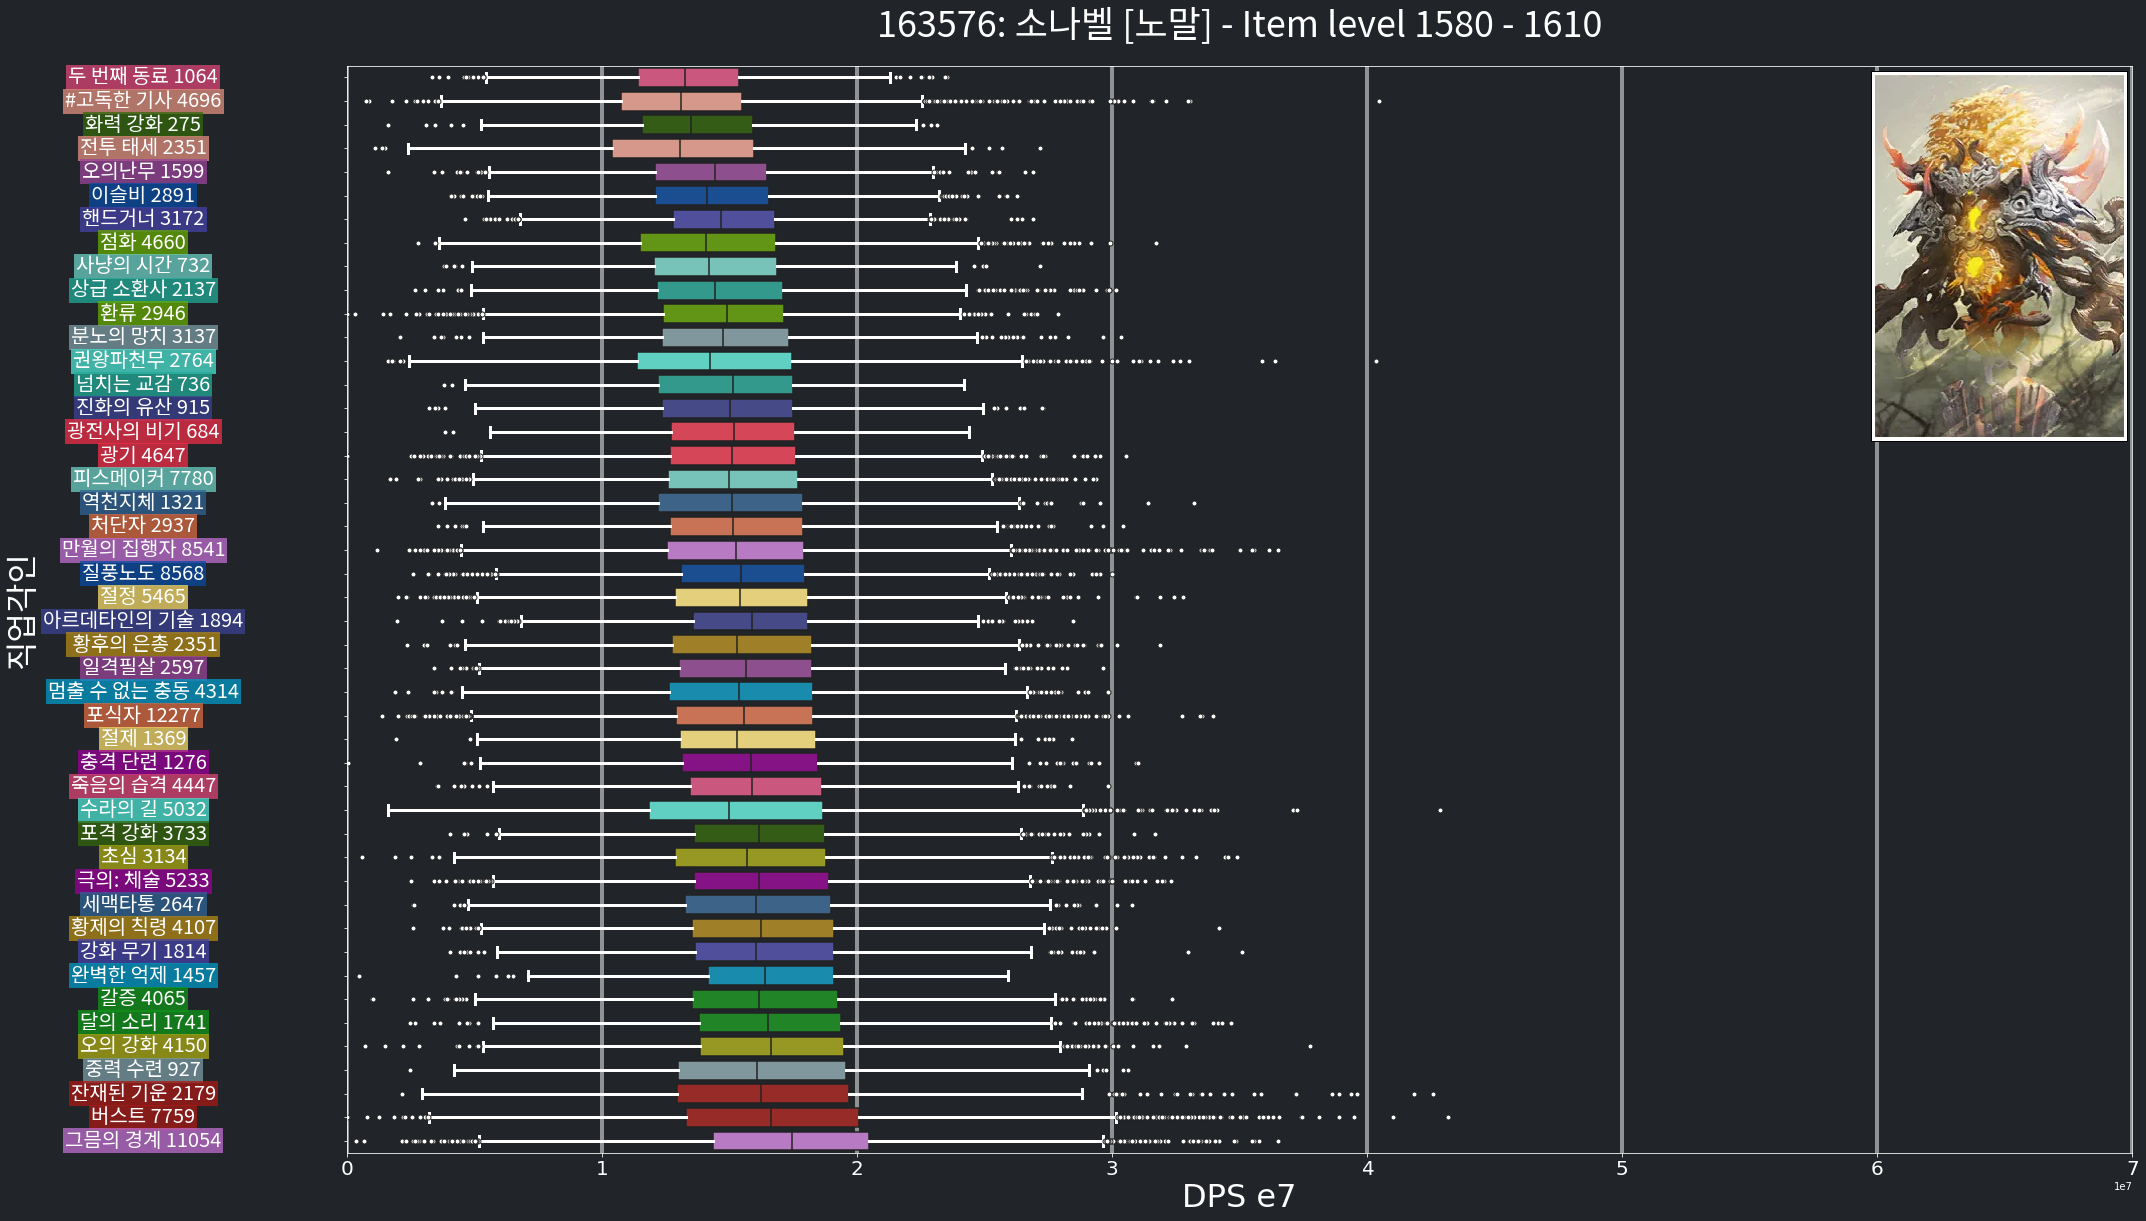 163576: 소나벨 [노말] - Item level 1580 - 1610
두 번째 동료 1064
#고독한 기사 4696
화력 강화 275
전투 태세 2351
오의난무 1599
이슬비 2891
핸드거너 3172
점화 4660
사냥의 시간 732
상급 소환사 2137
환류 2946
분노의 망치 3137
권왕파천무 2764
넘치는 교감 736
진화의 유산 915
광전사의 비기 684
광기 4647
피스메이커 7780
역천지체 1321
처단자 2937
만월의 집행자 8541
질풍노도 8568
절정 5465
아르데타인의 기술 1894
황후의 은총 2351
일격필살 2597
멈출 수 없는 충동 4314
포식자 12277
절제 1369
충격 단련 1276
죽음의 습격 4447
수라의 길 5032
포격 강화 3733
초심 3134
극의: 체술 5233
세맥타통 2647
황제의 칙령 4107
강화 무기 1814
완벽한 억제 1457
갈증 4065
달의 소리 1741
오의 강화 4150
중력 수련 927
잔재된 기운 2179
버스트 7759
그믐의 경계 11054
직업각인
0 1 2 3 4 5 6 7
1e7
DPS e7